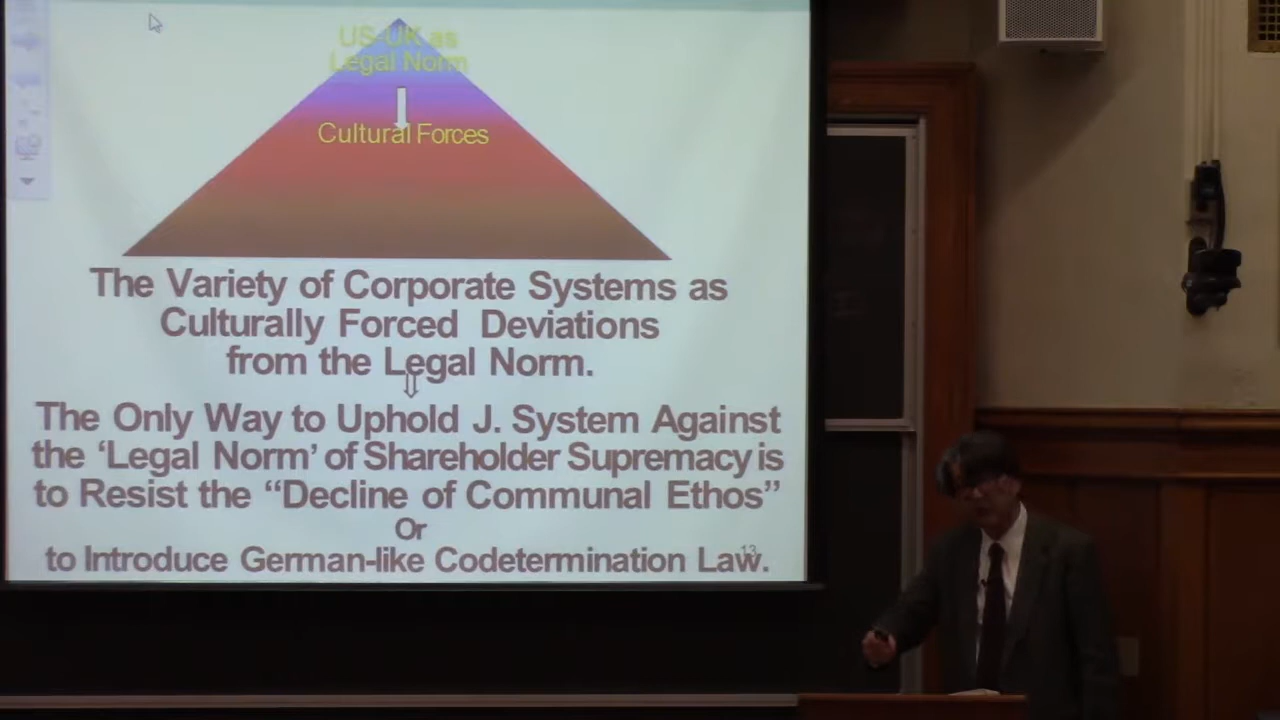 US-UK as
Legal Norm
Cultural Forces
The Variety of Corporate Systems as
Culturally Forced Deviations
from the Legal Norm.
The Only Way to Uphold J. System Against
the ‘Legal Norm’ of Shareholder Supremacy is
to Resist the “Decline of Communal Ethos”
Or
to Introduce German-like Codetermination Law.
13